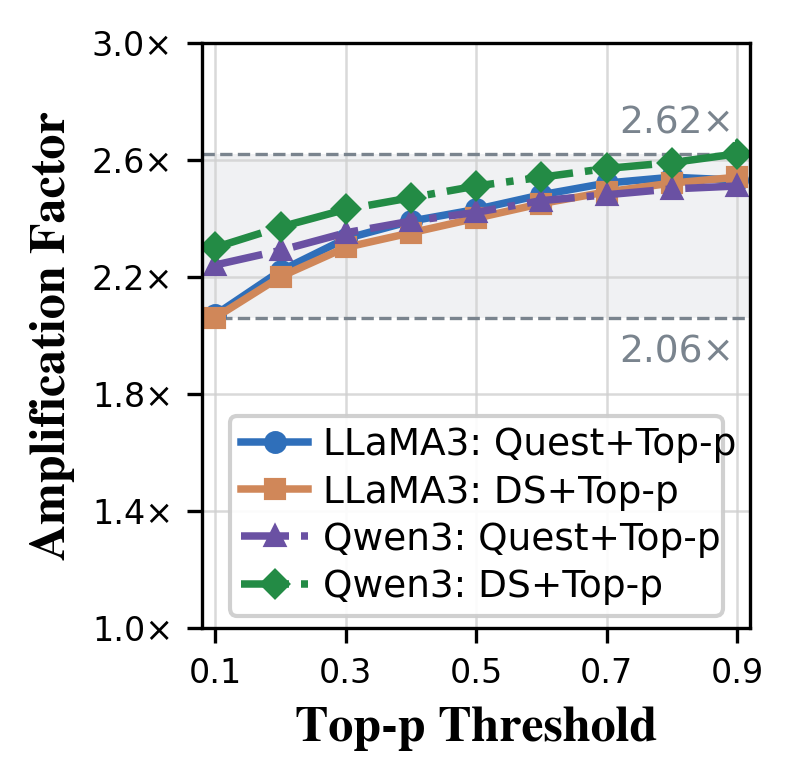 3.0×
2.62×
2.6×
2.2×
2.06×
1.8×
1.4×
1.0×
Amplification Factor
LLaMA3: Quest+Top-p
LLaMA3: DS+Top-p
Qwen3: Quest+Top-p
Qwen3: DS+Top-p
0.1 0.3 0.5 0.7 0.9
Top-p Threshold